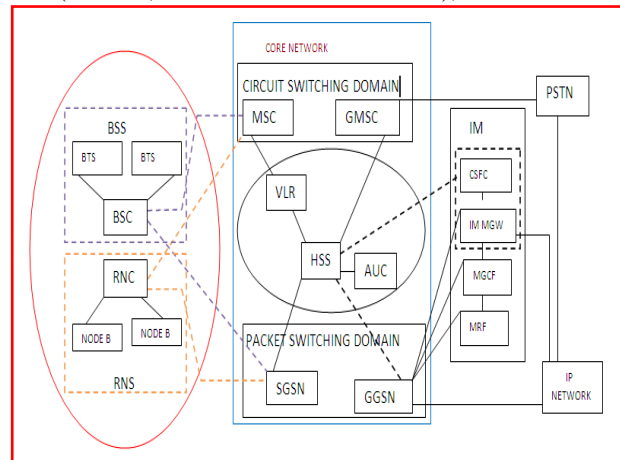 CORE NETWORK
CIRCUIT SWITCHING DOMAIN
MSC
GMSC
PSTN
BSS
BTS
BTS
BSC
IM
CSFC
VLR
IM MGW
HSS
AUC
RNC
MGCF
NODE B
NODE B
MRF
PACKET SWITCHING DOMAIN
RNS
SGSN
GGSN
IP
NETWORK